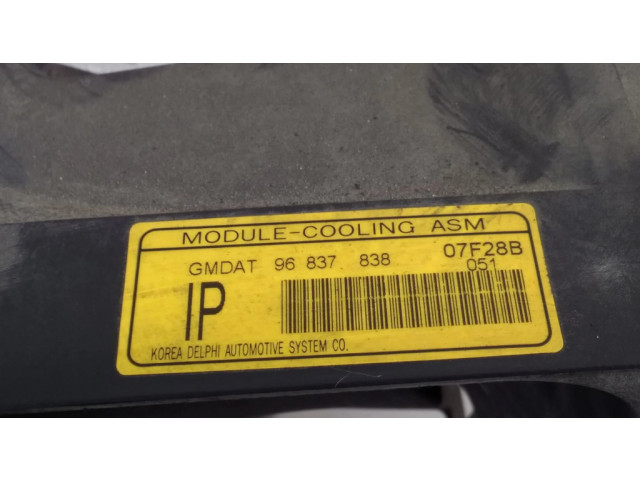 MODULE-COOLING ASM
GMDAT 96 837 838 07F28B
051
IP
KOREA DELPHI AUTOMOTIVE SYSTEM CO.